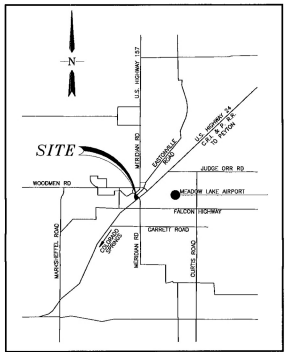 N
U.S. HIGHWAY 157
MERIDIAN RD
EASTONVILLE
ROAD
U.S. HIGHWAY 24
C.R.I. & P. R.R.
TO PEYTON
SITE
JUDGE ORR RD
WOODMEN RD
MEADOW LAKE AIRPORT
FALCON HIGHWAY
GARRETT ROAD
COLORADO
SPRINGS
MARKSHEFFEL ROAD
MERIDIAN RD
CURTIS ROAD